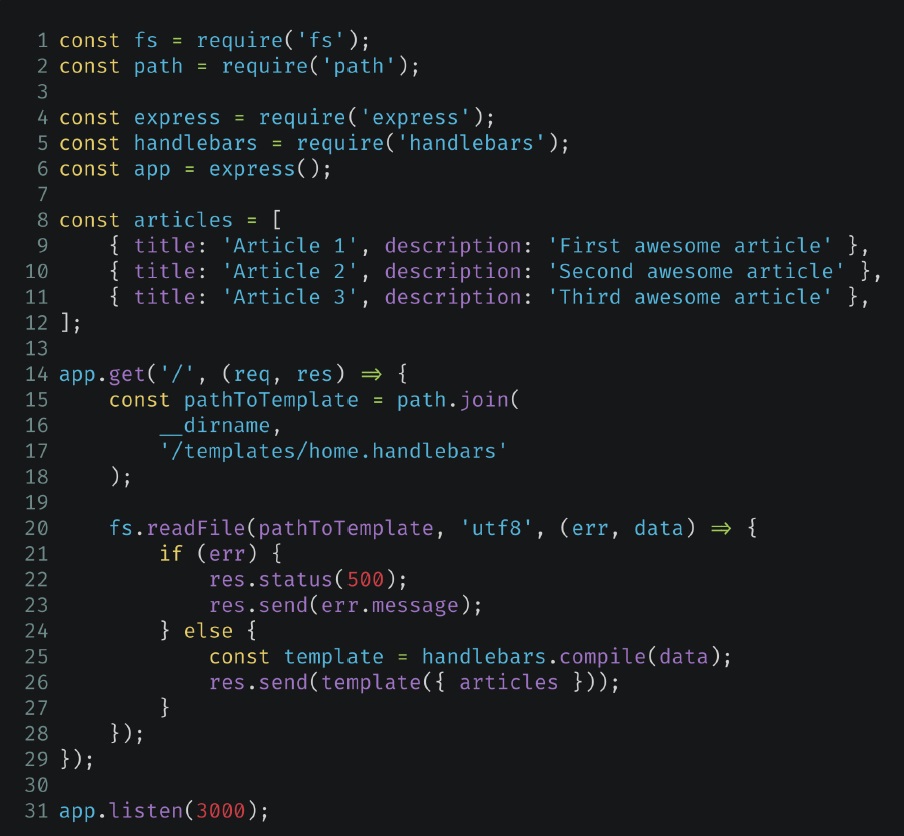 1 const fs = require('fs');
2 const path = require('path');
3
4 const express = require('express');
5 const handlebars = require('handlebars');
6 const app = express();
7
8 const articles = [
9     { title: 'Article 1', description: 'First awesome article' },
10     { title: 'Article 2', description: 'Second awesome article' },
11     { title: 'Article 3', description: 'Third awesome article' },
12 ];
13
14 app.get('/', (req, res) => {
15     const pathToTemplate = path.join(
16         __dirname,
17         '/templates/home.handlebars'
18     );
19
20     fs.readFile(pathToTemplate, 'utf8', (err, data) => {
21         if (err) {
22             res.status(500);
23             res.send(err.message);
24         } else {
25             const template = handlebars.compile(data);
26             res.send(template({ articles }));
27         }
28     });
29 });
30
31 app.listen(3000);